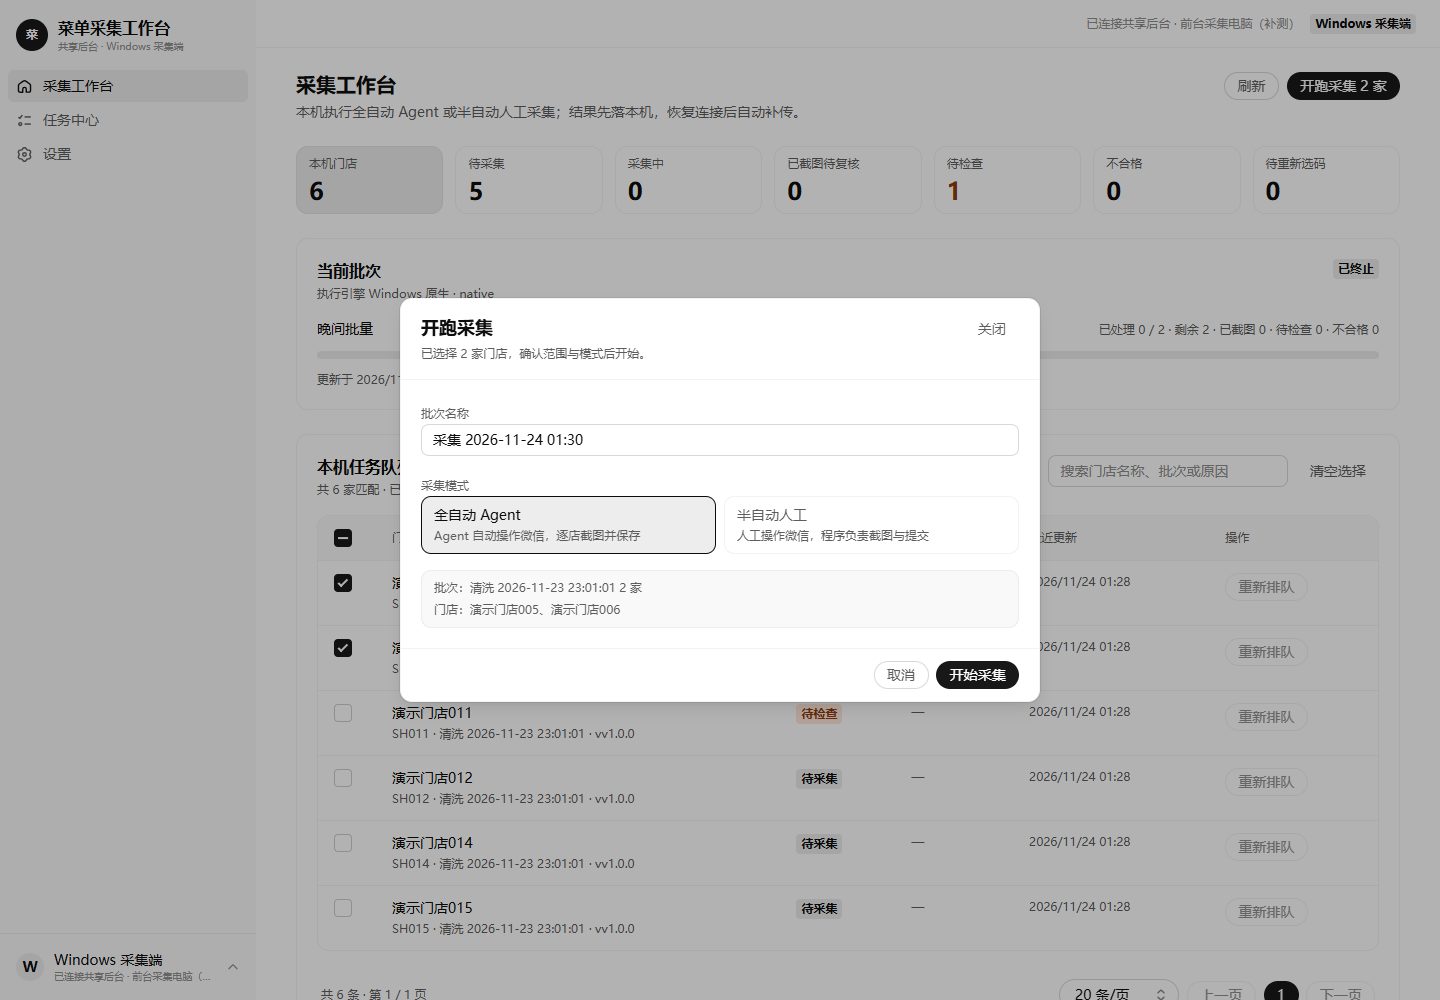 菜
菜单采集工作台
共享后台 · Windows 采集端
采集工作台
任务中心
设置
W
Windows 采集端
已连接共享后台 · 前台采集电脑（...
已连接共享后台 · 前台采集电脑（补测）
Windows 采集端
采集工作台
本机执行全自动 Agent 或半自动人工采集；结果先落本机，恢复连接后自动补传。
刷新
开跑采集 2 家
本机门店
6
待采集
5
采集中
0
已截图待复核
0
待检查
1
不合格
0
待重新选码
0
当前批次
执行引擎 Windows 原生 · native
已终止
晚间批量
已处理 0 / 2 · 剩余 2 · 已截图 0 · 待检查 0 · 不合格 0
更新于 2026/11
开跑采集
已选择 2 家门店，确认范围与模式后开始。
关闭
批次名称
采集 2026-11-24 01:30
采集模式
全自动 Agent
Agent 自动操作微信，逐店截图并保存
半自动人工
人工操作微信，程序负责截图与提交
批次：清洗 2026-11-23 23:01:01 2 家
门店：演示门店005、演示门店006
取消
开始采集
本机任务队
共 6 家匹配 · 已
搜索门店名称、批次或原因
清空选择
近更新
操作
026/11/24 01:28
重新排队
S
026/11/24 01:28
重新排队
S
演示门店011
SH011 · 清洗 2026-11-23 23:01:01 · vv1.0.0
待检查
—
2026/11/24 01:28
重新排队
演示门店012
SH012 · 清洗 2026-11-23 23:01:01 · vv1.0.0
待采集
—
2026/11/24 01:28
重新排队
演示门店014
SH014 · 清洗 2026-11-23 23:01:01 · vv1.0.0
待采集
—
2026/11/24 01:28
重新排队
演示门店015
SH015 · 清洗 2026-11-23 23:01:01 · vv1.0.0
待采集
—
2026/11/24 01:28
重新排队
共 6 条 · 第 1 / 1 页
20 条/页
上一页
1
下一页